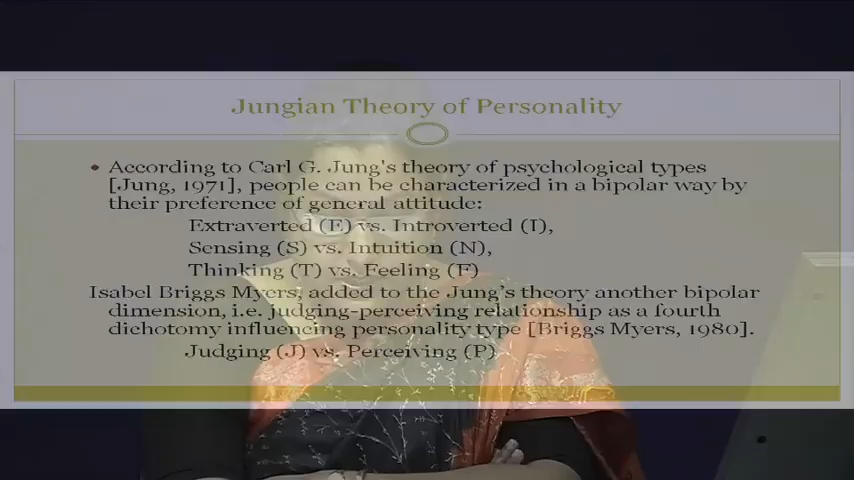 Jungian Theory of Personality
• According to Carl G. Jung's theory of psychological types
[Jung, 1971], people can be characterized in a bipolar way by
their preference of general attitude:
Extraverted (E) vs. Introverted (I),
Sensing (S) vs. Intuition (N),
Thinking (T) vs. Feeling (F)
Isabel Briggs Myers, added to the Jung's theory another bipolar
dimension, i.e. judging-perceiving relationship as a fourth
dichotomy influencing personality type [Briggs Myers, 1980].
Judging (J) vs. Perceiving (P)